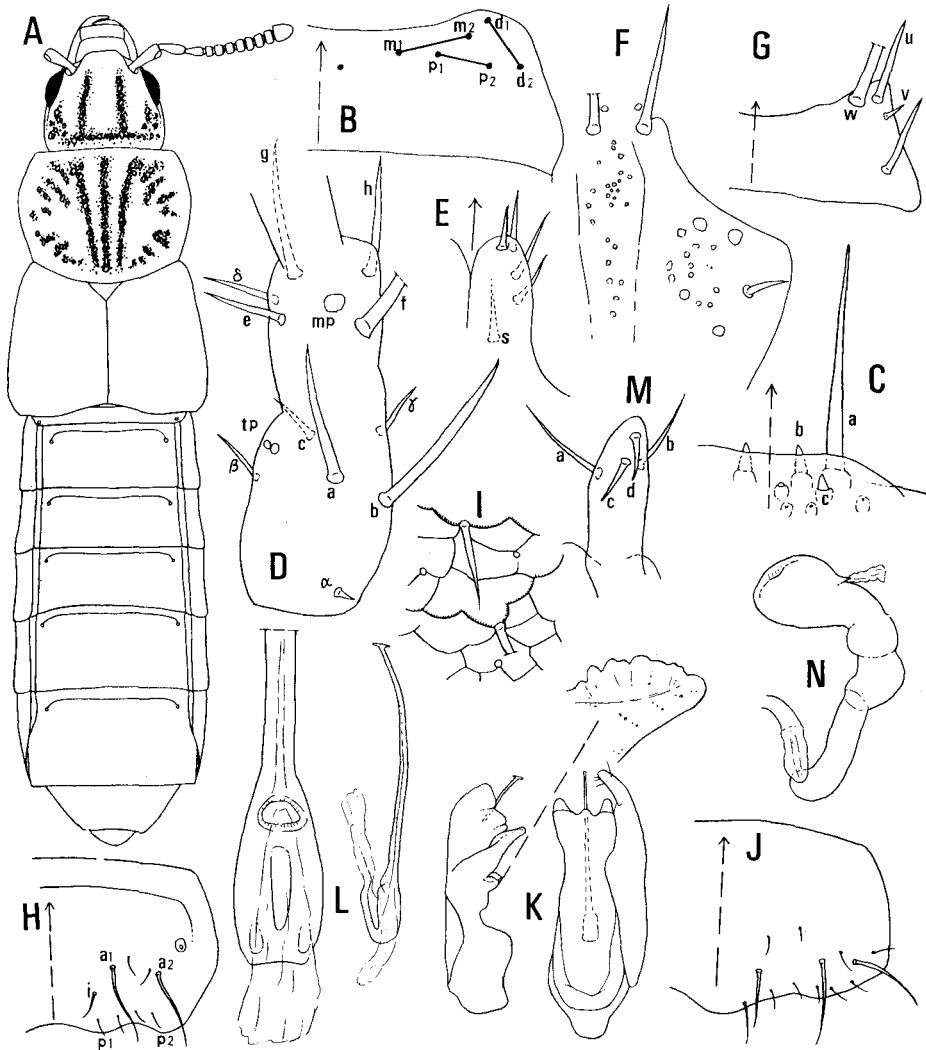 A
B
m1
m2
d1
d2
p1
p2
F
G
u
v
w
g
h
E
s
δ
e
mp
f
C
a
b
c
tp
c
γ
β
a
b
D
α
M
a
b
c
d
I
N
L
K
H
a1
a2
i
p1
p2
J